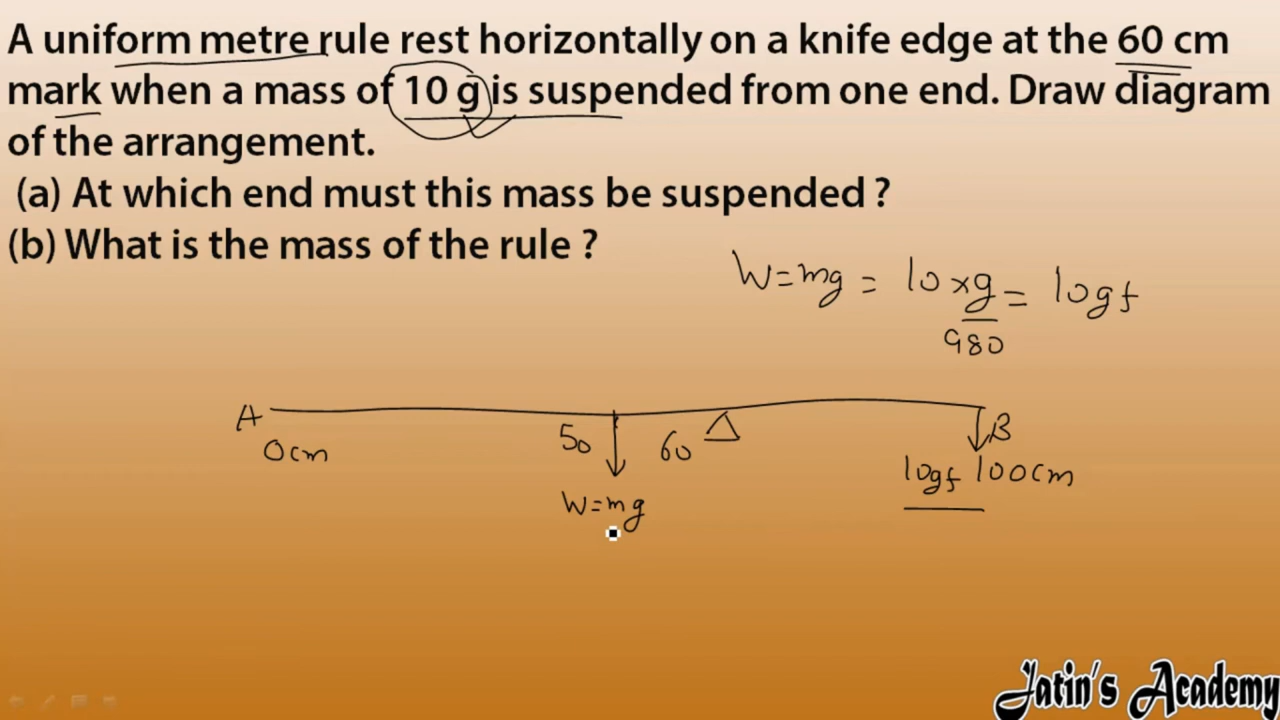 A uniform metre rule rest horizontally on a knife edge at the 60 cm
mark when a mass of 10 g is suspended from one end. Draw diagram
of the arrangement.
(a) At which end must this mass be suspended ?
(b) What is the mass of the rule ?
W=mg = 10×g = 10gf
980
A
B
0cm
50
60
10gf 100cm
W=mg
Jatin's Academy